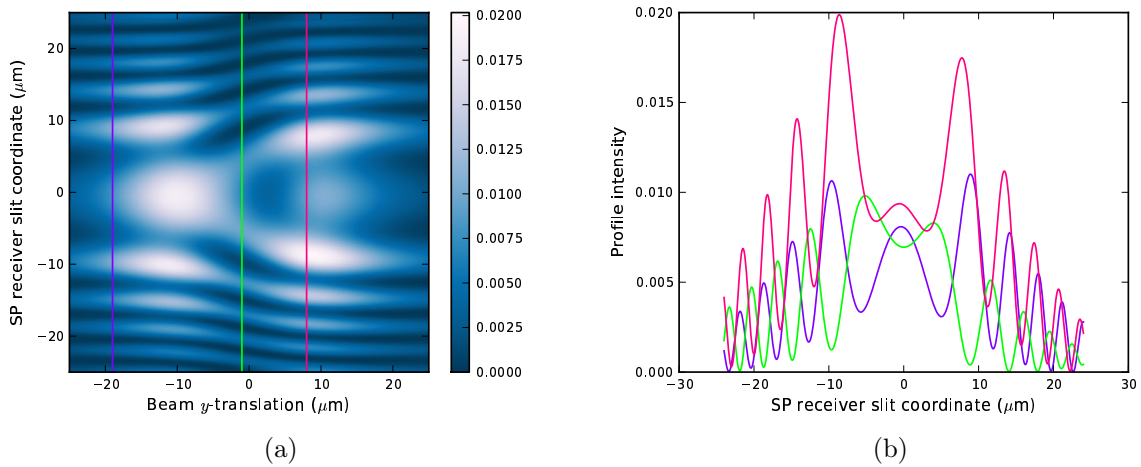 20
10
0
−10
−20
SP receiver slit coordinate (μm)
−20 −10 0 10 20
Beam y-translation (μm)
0.0200
0.0175
0.0150
0.0125
0.0100
0.0075
0.0050
0.0025
0.0000
(a)
0.020
0.015
0.010
0.005
0.000
Profile intensity
−30 −20 −10 0 10 20 30
SP receiver slit coordinate (μm)
(b)